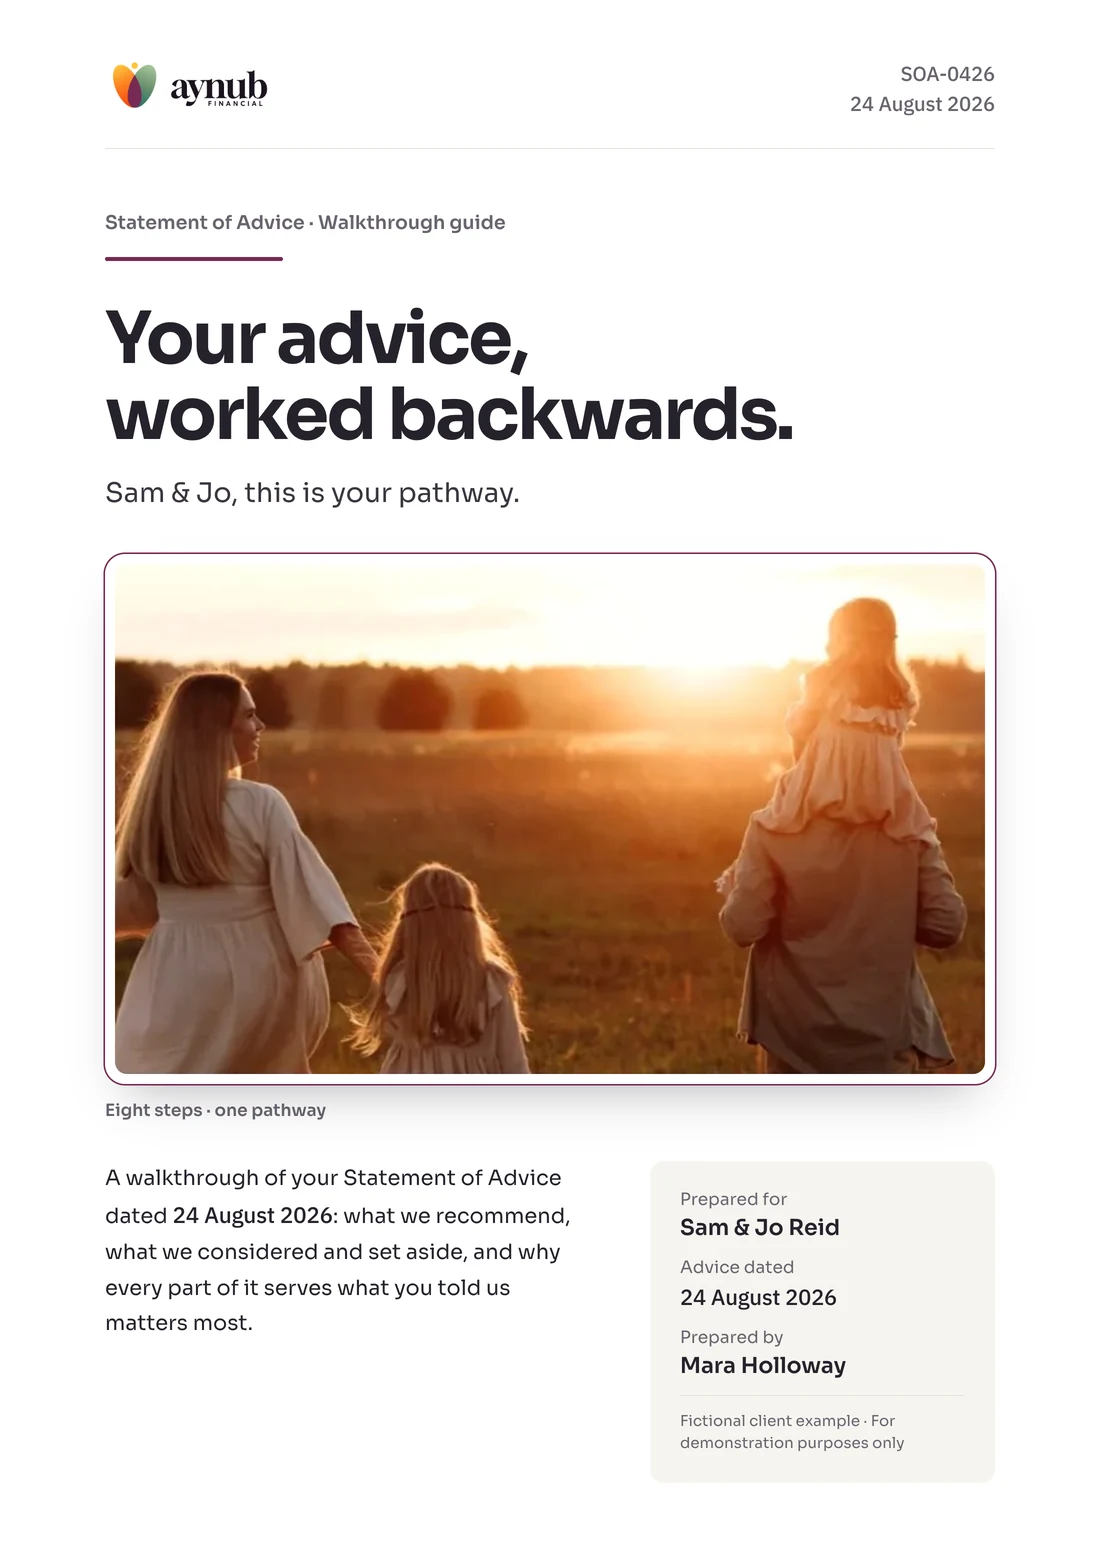 aynub
FINANCIAL
SOA-0426
24 August 2026
Statement of Advice · Walkthrough guide
Your advice,
worked backwards.
Sam & Jo, this is your pathway.
Eight steps · one pathway
A walkthrough of your Statement of Advice
dated 24 August 2026: what we recommend,
what we considered and set aside, and why
every part of it serves what you told us
matters most.
Prepared for
Sam & Jo Reid
Advice dated
24 August 2026
Prepared by
Mara Holloway
Fictional client example · For
demonstration purposes only